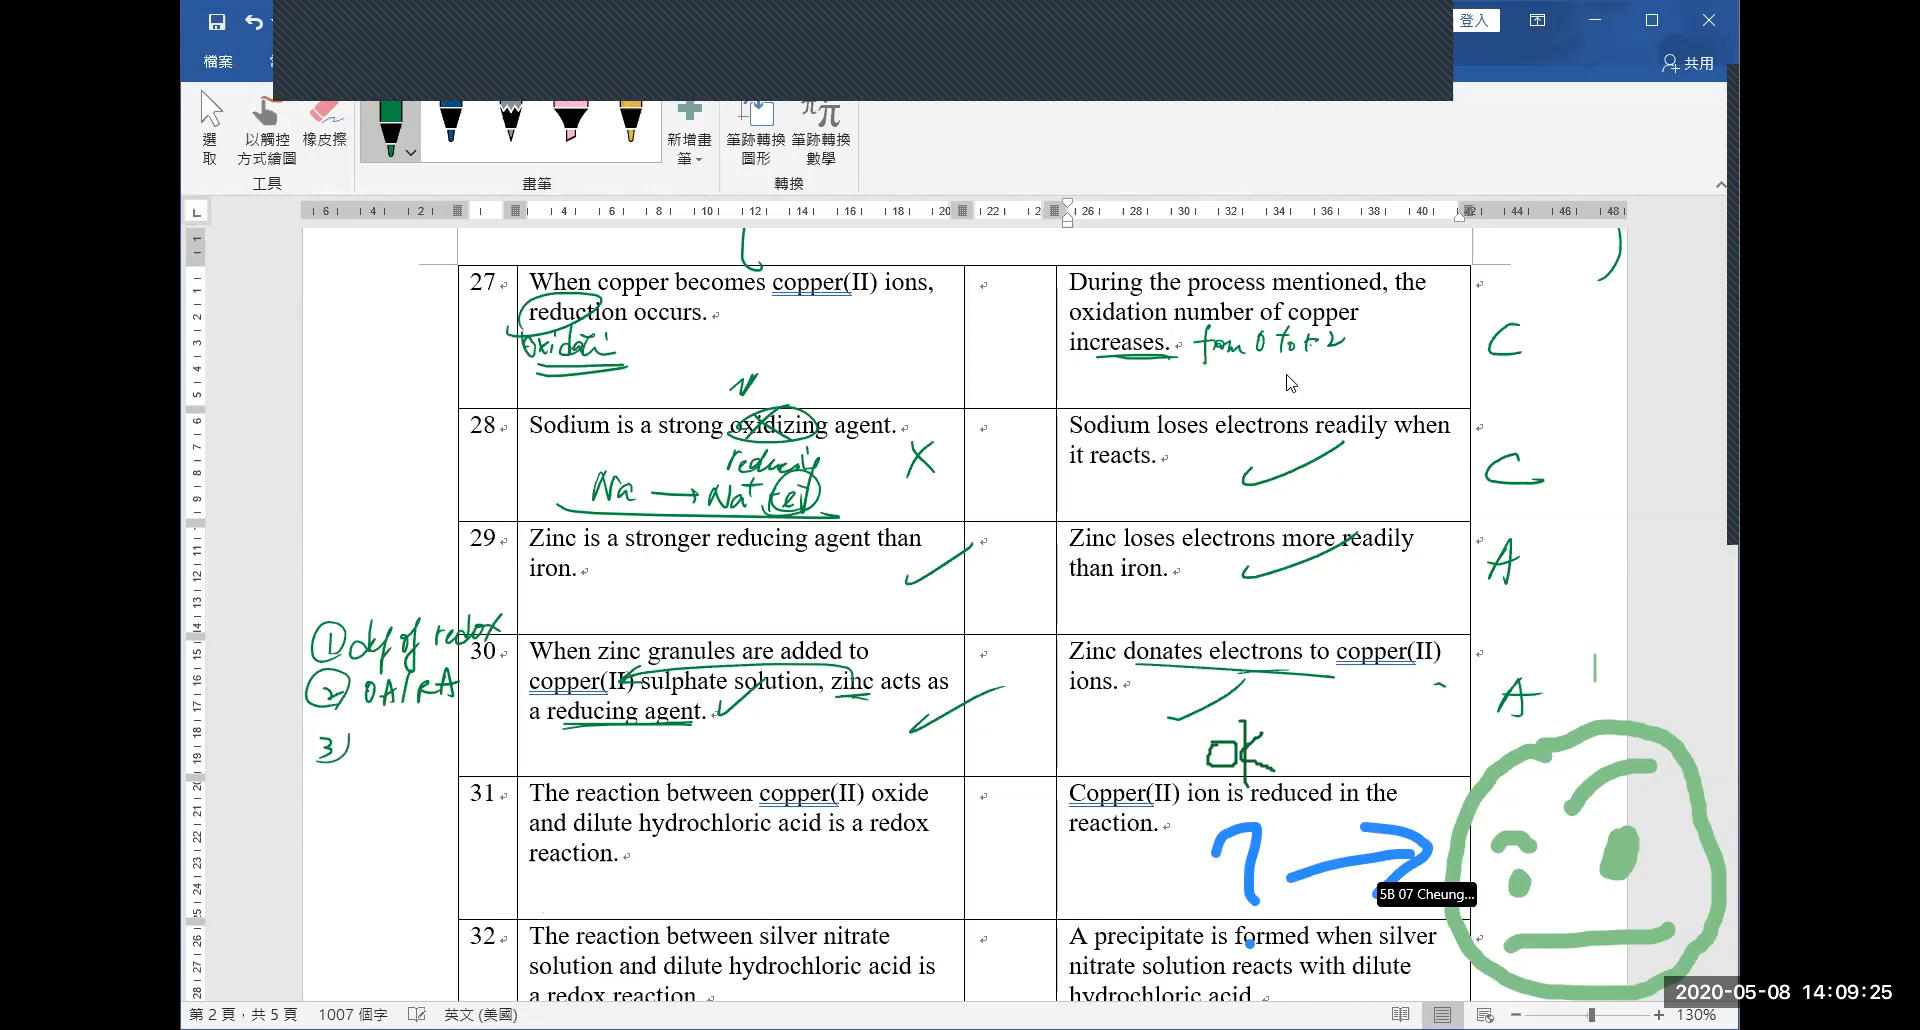 登入
檔案
共用
選取
以觸控方式繪圖
橡皮擦
新增畫筆
筆跡轉換圖形
筆跡轉換數學
工具
畫筆
轉換
27
When copper becomes copper(II) ions,
reduction occurs.
oxidati
During the process mentioned, the
oxidation number of copper
increases.
from 0 to +2
C
28
Sodium is a strong oxidizing agent.
reducing
Na → Na⁺ + e⁻
Sodium loses electrons readily when
it reacts.
C
29
Zinc is a stronger reducing agent than
iron.
Zinc loses electrons more readily
than iron.
A
① def of redox
② OA/RA
3)
30
When zinc granules are added to
copper(II) sulphate solution, zinc acts as
a reducing agent.
Zinc donates electrons to copper(II)
ions.
OK
A
31
The reaction between copper(II) oxide
and dilute hydrochloric acid is a redox
reaction.
Copper(II) ion is reduced in the
reaction.
5B 07 Cheung...
32
The reaction between silver nitrate
solution and dilute hydrochloric acid is
a redox reaction.
A precipitate is formed when silver
nitrate solution reacts with dilute
hydrochloric acid.
2020-05-08 14:09:25
第 2 頁，共 5 頁
1007 個字
英文 (美國)
130%